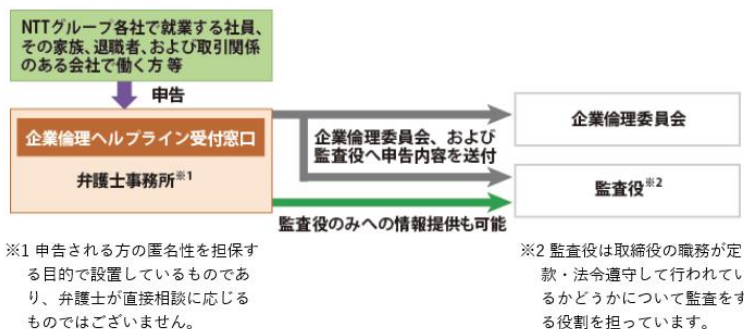 NTTグループ各社で就業する社員、
その家族、退職者、および取引関係
のある会社で働く方 等
申告
企業倫理ヘルプライン受付窓口
弁護士事務所※1
企業倫理委員会、および
監査役へ申告内容を送付
監査役のみへの情報提供も可能
企業倫理委員会
監査役※2
※1 申告される方の匿名性を担保す
る目的で設置しているものであ
り、弁護士が直接相談に応じる
ものではございません。
※2 監査役は取締役の職務が定
款・法令遵守して行われてい
るかどうかについて監査をす
る役割を担っています。